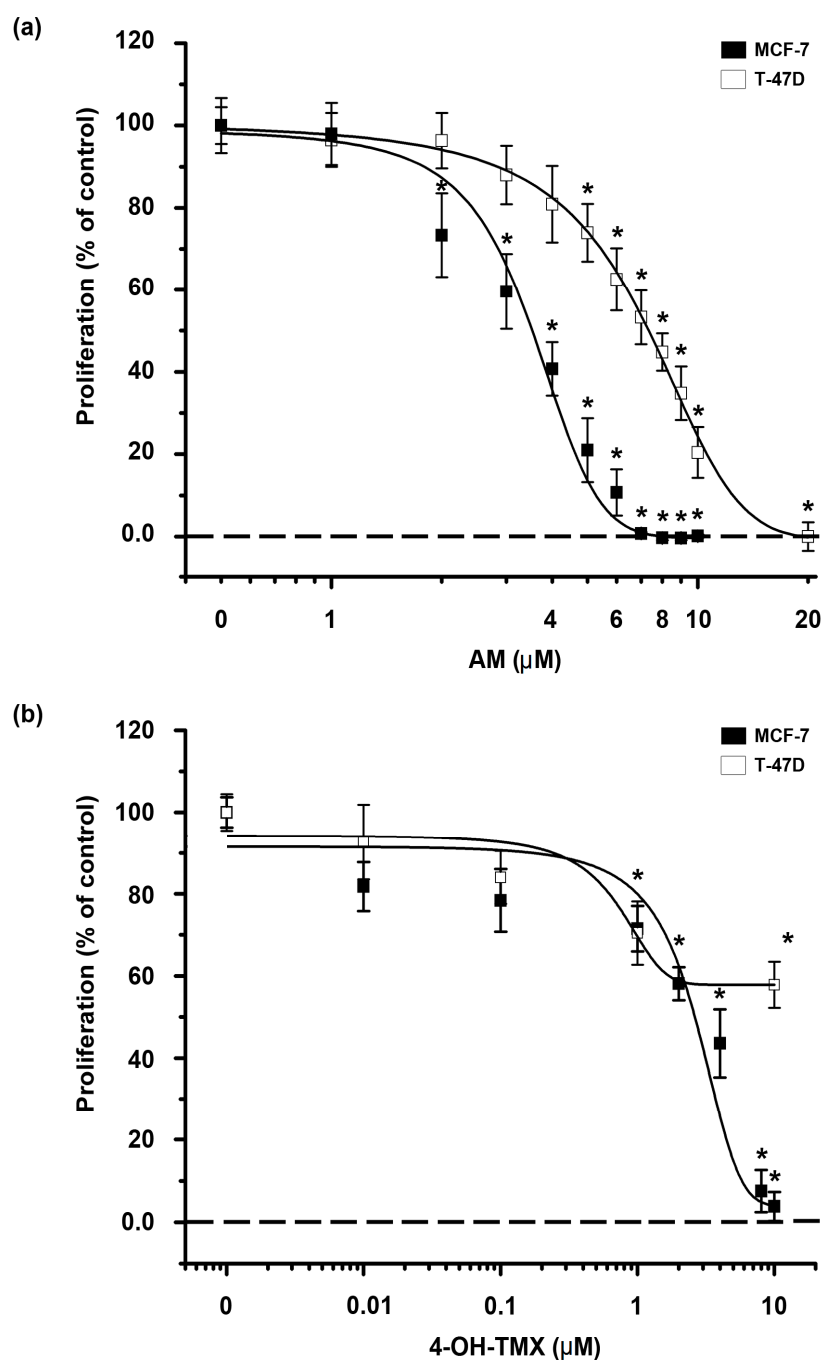 (a)
120
100
80
60
40
20
0.0
Proliferation (% of control)
MCF-7
T-47D
* * * * * * * * *
* * * * * * *
0 1 4 6 8 10 20
AM (µM)
(b)
120
100
80
60
40
20
0.0
Proliferation (% of control)
MCF-7
T-47D
* * * * * *
0 0.01 0.1 1 10
4-OH-TMX (µM)